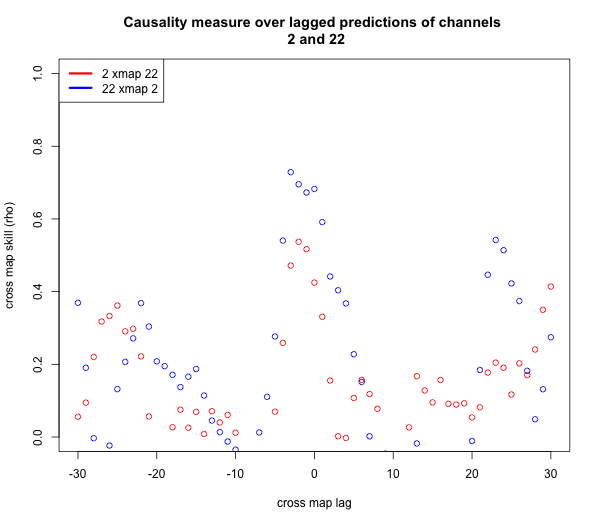 Causality measure over lagged predictions of channels
2 and 22
2 xmap 22
22 xmap 2
cross map skill (rho)
1.0
0.8
0.6
0.4
0.2
0.0
-30 -20 -10 0 10 20 30
cross map lag